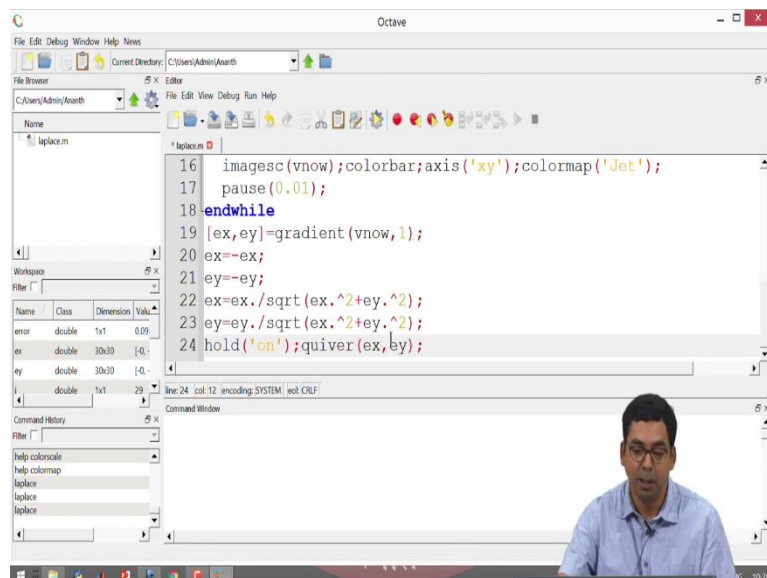 Octave
File Edit Debug Window Help News
Current Directory: C:\Users\Admin\Ananth
File Browser
Editor
C:/Users/Admin/Ananth
File Edit View Debug Run Help
Name
laplace.m
* laplace.m
16 imagesc(vnow);colorbar;axis('xy');colormap('Jet');
17 pause(0.01);
18 endwhile
19 [ex,ey]=gradient(vnow,1);
20 ex=-ex;
21 ey=-ey;
22 ex=ex./sqrt(ex.^2+ey.^2);
23 ey=ey./sqrt(ex.^2+ey.^2);
24 hold('on');quiver(ex,ey);
Workspace
Filter
Name Class Dimension Valu
error double 1x1 0.09
ex double 30x30 [-0, -
ey double 30x30 [-0, -
i double 1x1 29
line: 24 col: 12 encoding: SYSTEM eol: CRLF
Command Window
Command History
Filter
help colorscale
help colormap
laplace
laplace
laplace